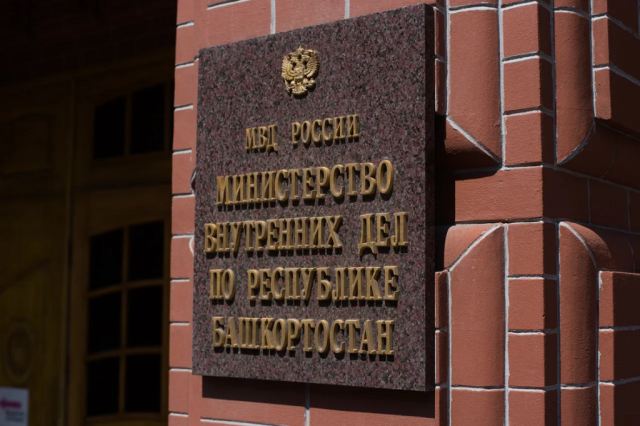 МВД РОССИИ
МИНИСТЕРСТВО
ВНУТРЕННИХ ДЕЛ
ПО РЕСПУБЛИКЕ
БАШКОРТОСТАН